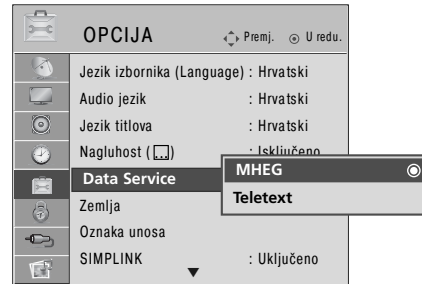 OPCIJA Premj. U redu.
Jezik izbornika (Language) : Hrvatski
Audio jezik : Hrvatski
Jezik titlova : Hrvatski
Nagluhost ( ) : Isključeno
Data Service
MHEG
Teletext
Zemlja
Oznaka unosa
SIMPLINK : Uključeno